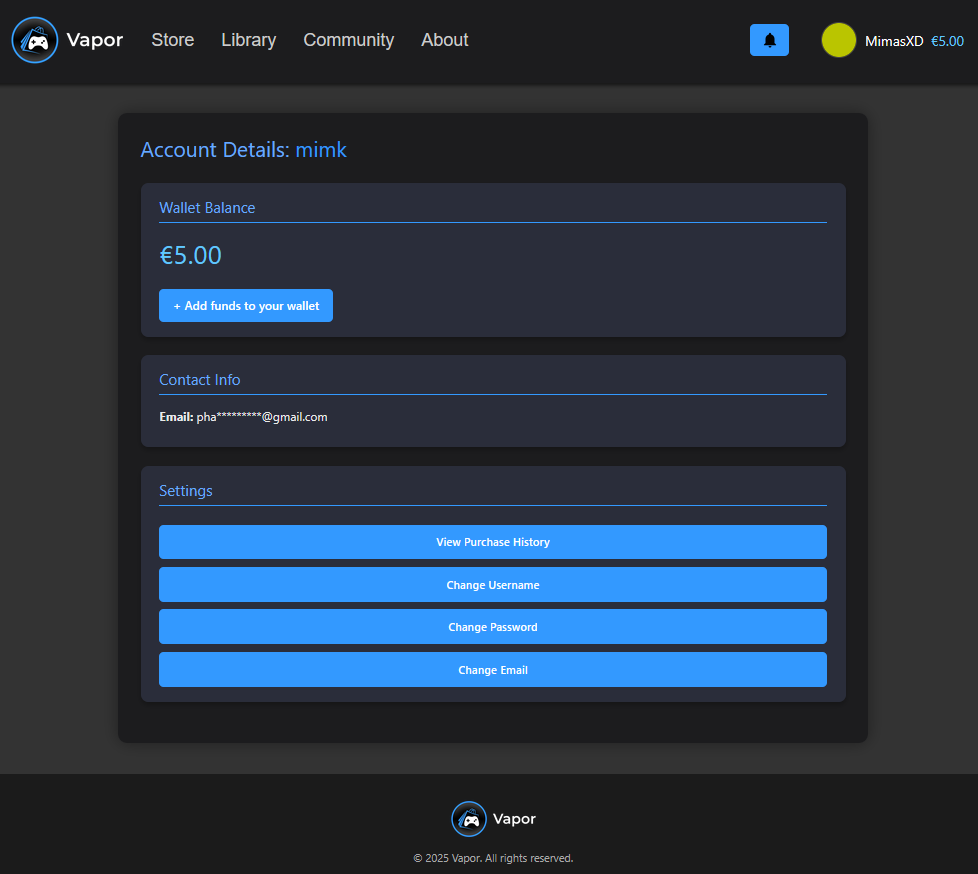 Vapor Store Library Community About MimasXD €5.00
Account Details: mimk
Wallet Balance
€5.00
+ Add funds to your wallet
Contact Info
Email: pha*********@gmail.com
Settings
View Purchase History
Change Username
Change Password
Change Email
Vapor
© 2025 Vapor. All rights reserved.